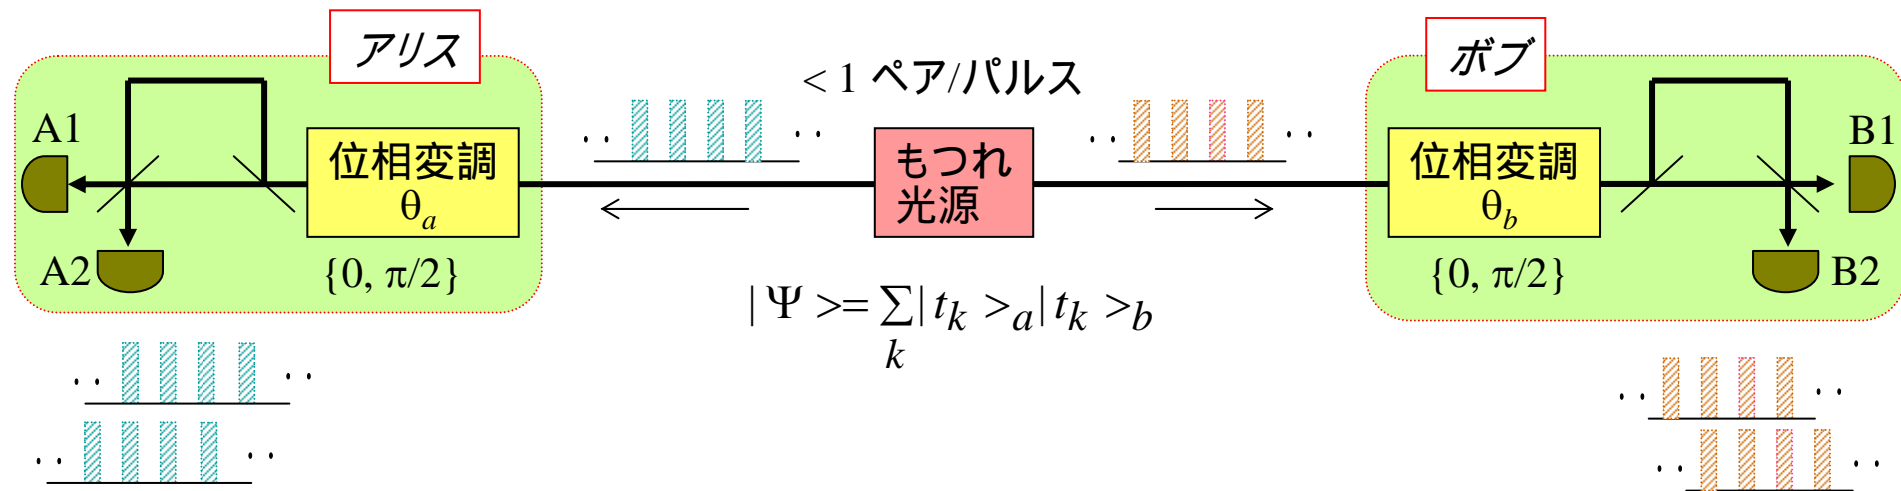 アリス
ボブ
< 1 ペア/パルス
A1
位相変調
θa
もつれ
光源
位相変調
θb
B1
A2
{0, π/2}
{0, π/2}
B2
| Ψ >= ∑ | tk >a | tk >b
k